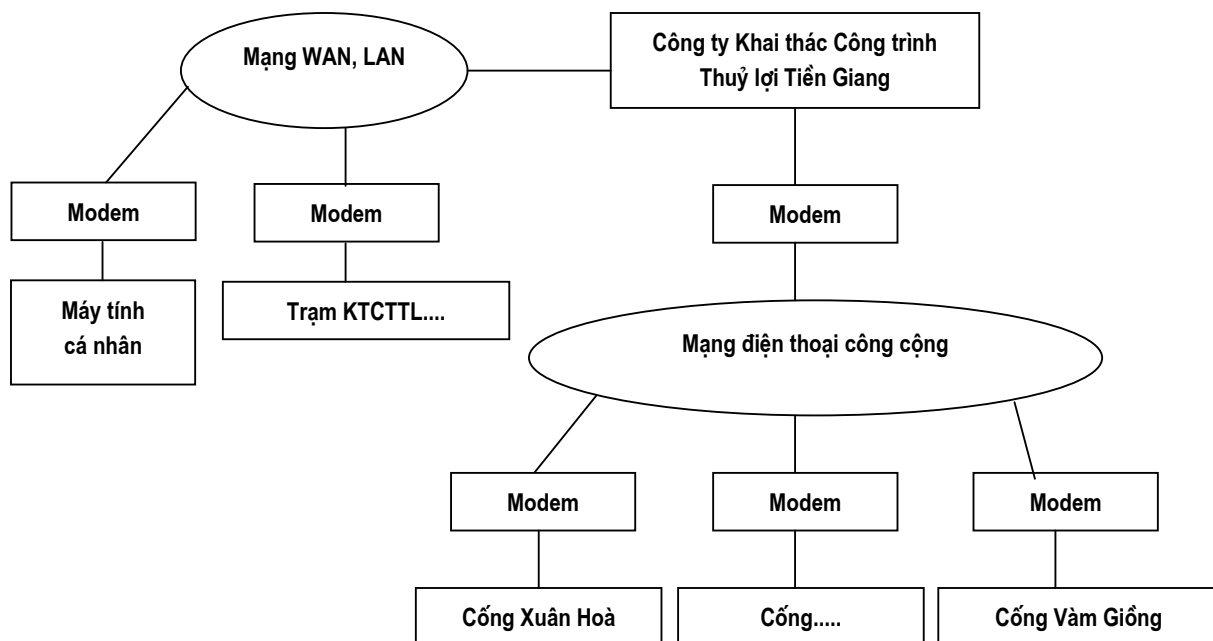 Mạng WAN, LAN
Công ty Khai thác Công trình
Thuỷ lợi Tiền Giang
Modem
Modem
Modem
Máy tính
cá nhân
Trạm KTCTTL....
Mạng điện thoại công cộng
Modem
Modem
Modem
Cống Xuân Hoà
Cống.....
Cống Vàm Giồng